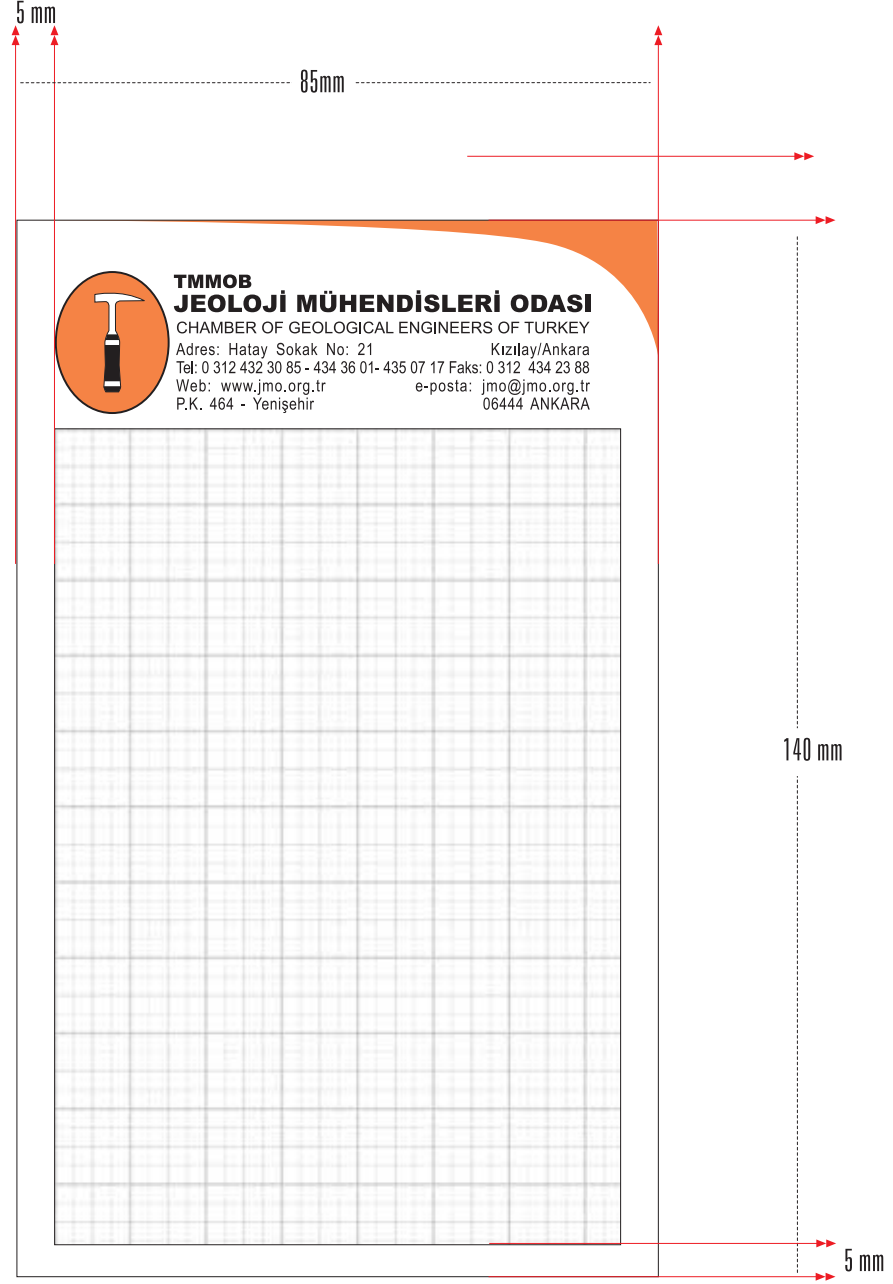 5 mm
85mm
TMMOB
JEOLOJİ MÜHENDİSLERİ ODASI
CHAMBER OF GEOLOGICAL ENGINEERS OF TURKEY
Adres: Hatay Sokak No: 21 Kızılay/Ankara
Tel: 0 312 432 30 85 - 434 36 01- 435 07 17 Faks: 0 312 434 23 88
Web: www.jmo.org.tr e-posta: jmo@jmo.org.tr
P.K. 464 - Yenişehir 06444 ANKARA
140 mm
5 mm